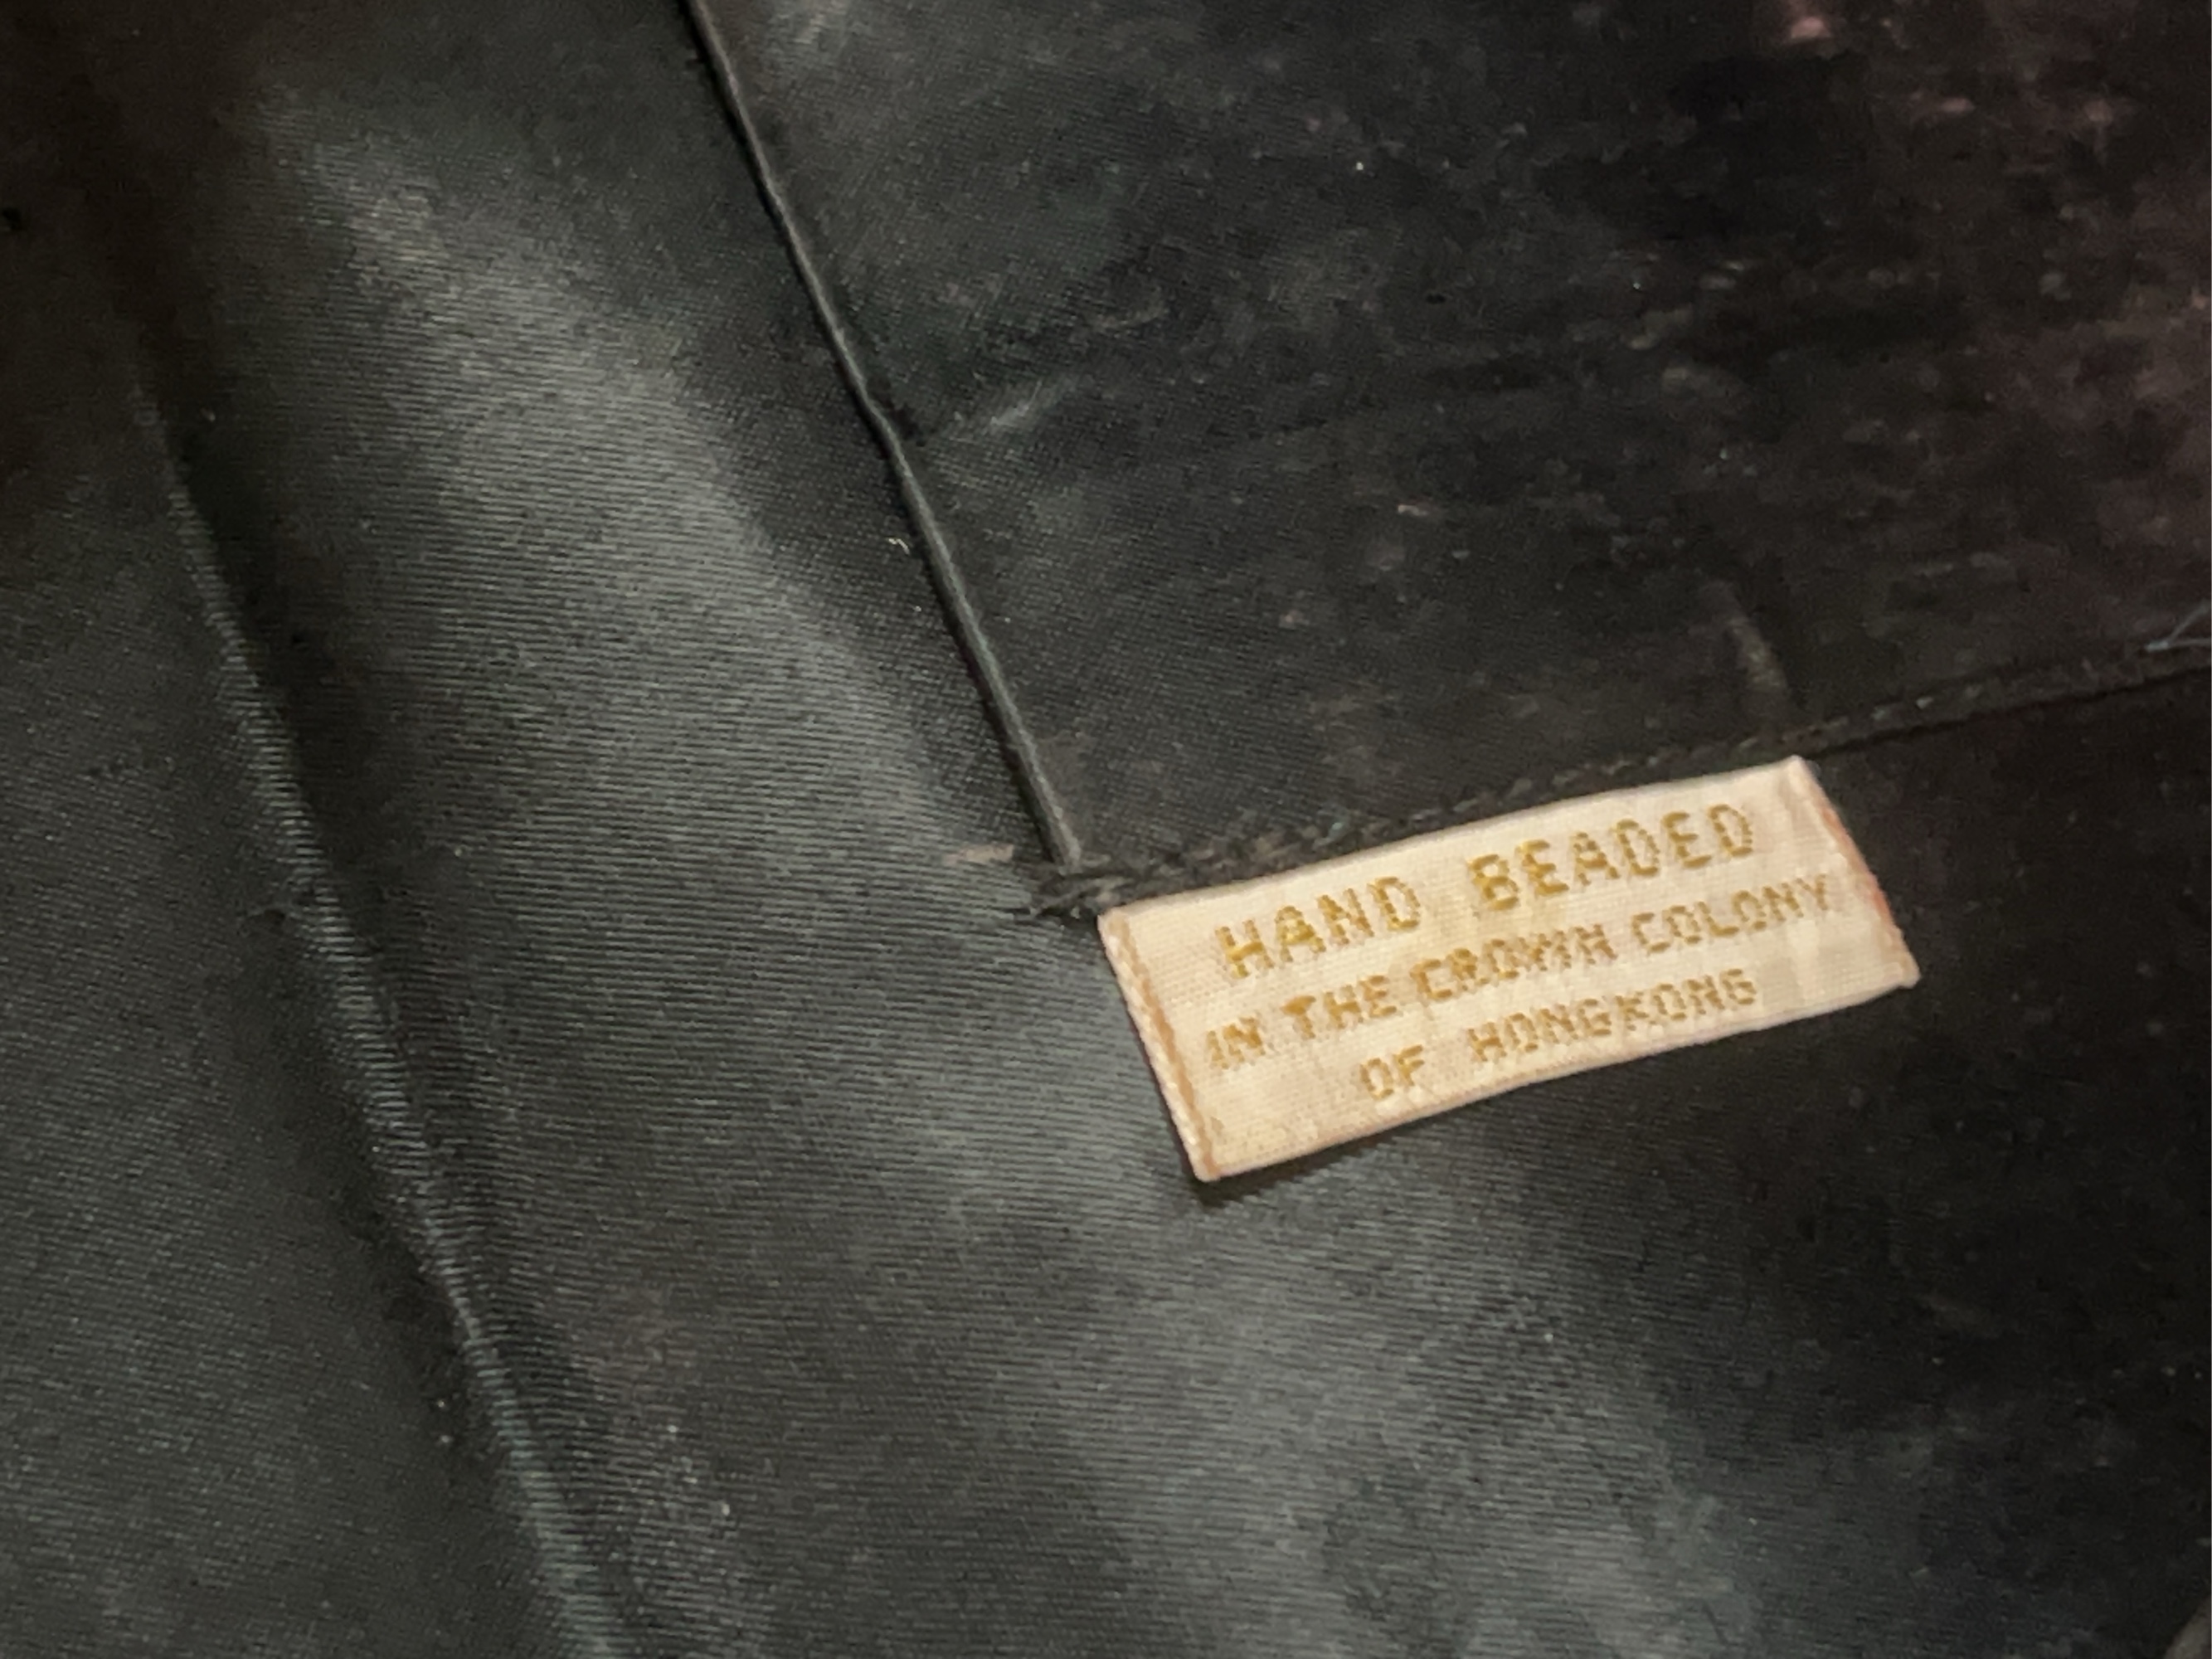 HAND BEADED
IN THE CROWN COLONY
OF HONGKONG